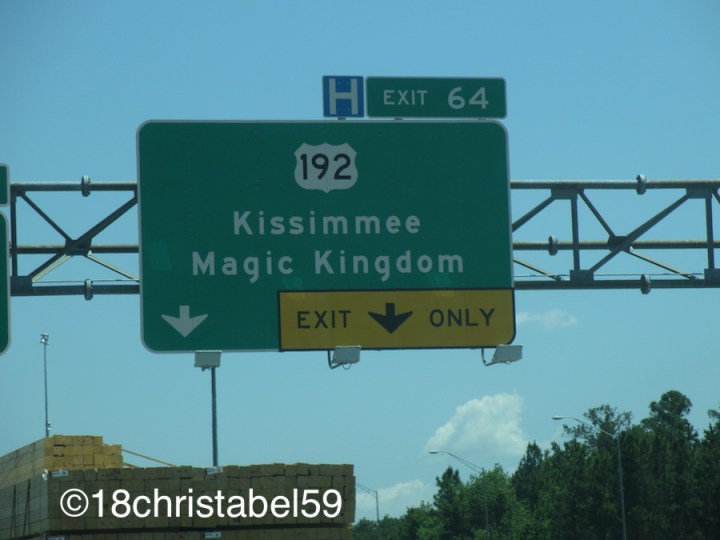 H EXIT 64
192
Kissimmee
Magic Kingdom
EXIT ONLY
©18christabel59